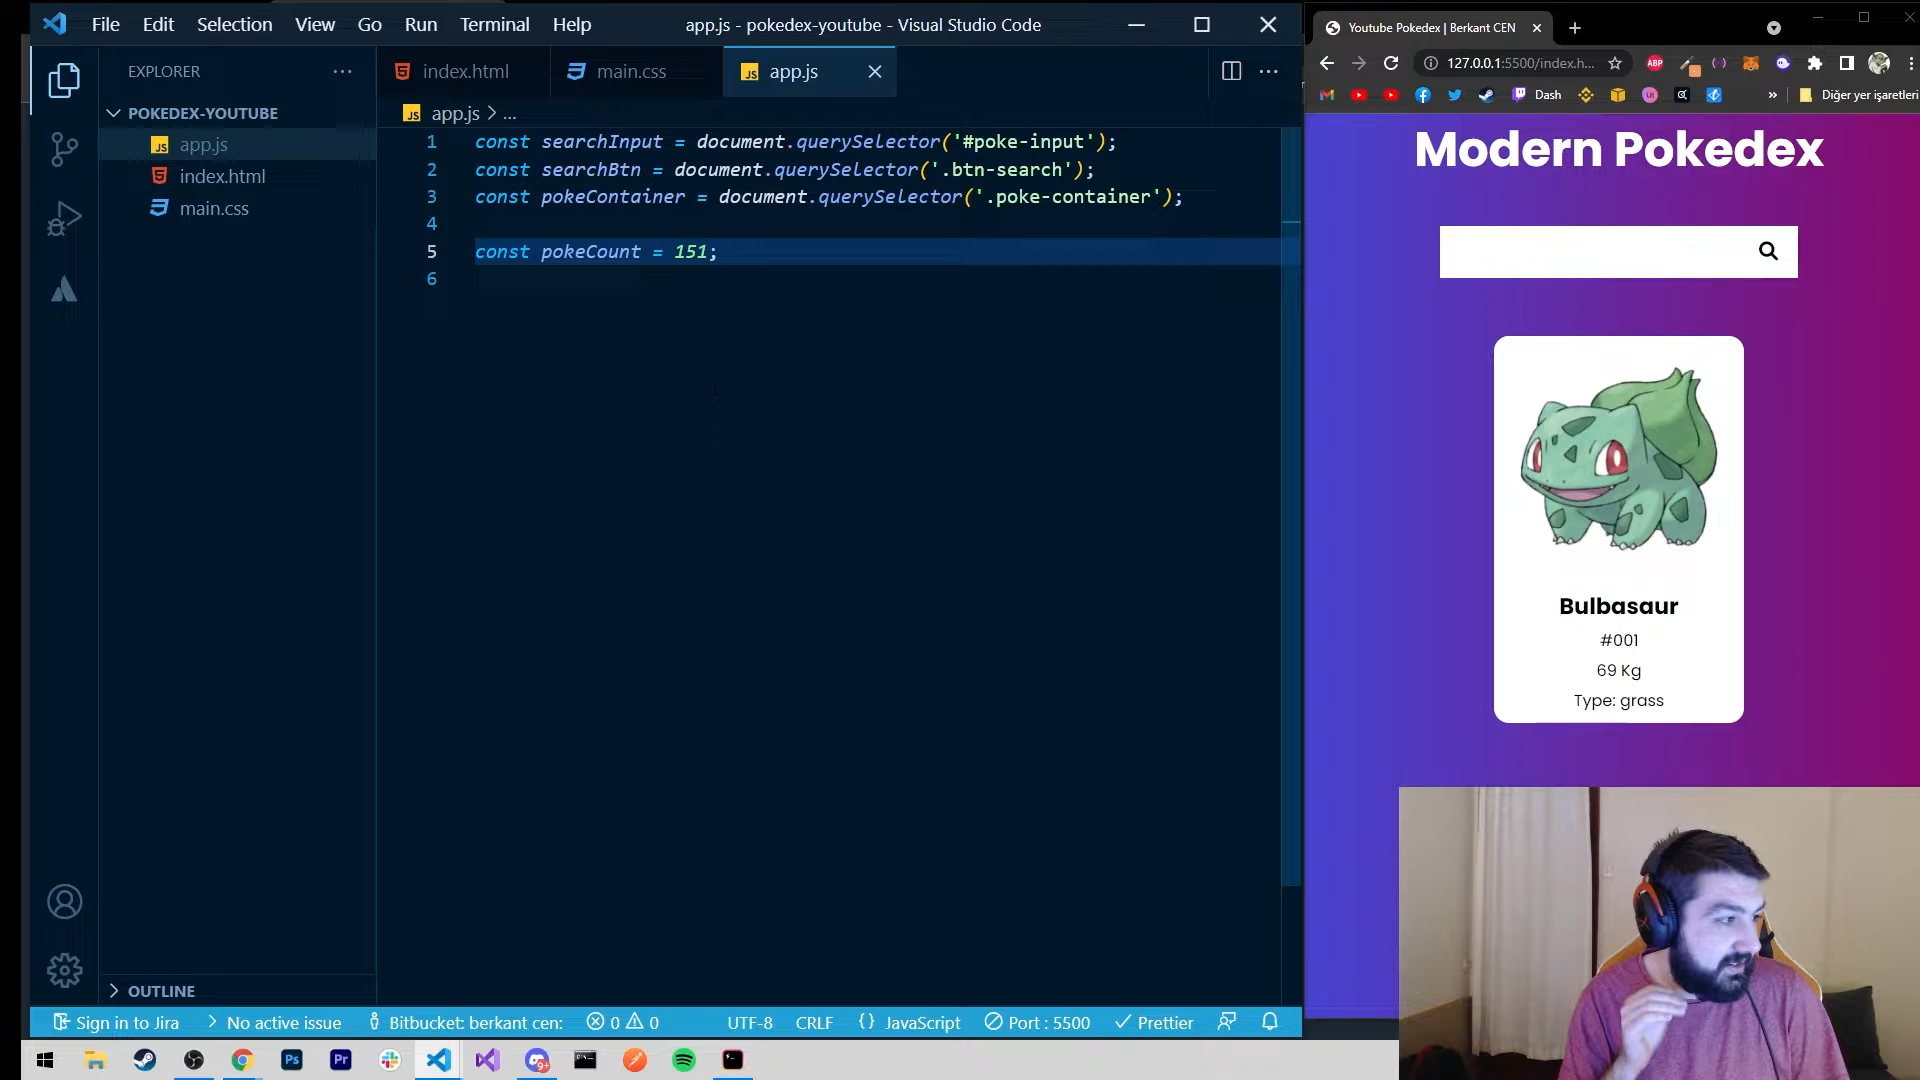 File Edit Selection View Go Run Terminal Help
app.js - pokedex-youtube - Visual Studio Code
EXPLORER
index.html
main.css
app.js
POKEDEX-YOUTUBE
app.js
index.html
main.css
app.js > ...
1 const searchInput = document.querySelector('#poke-input');
2 const searchBtn = document.querySelector('.btn-search');
3 const pokeContainer = document.querySelector('.poke-container');
4
5 const pokeCount = 151;
6
OUTLINE
Sign in to Jira
No active issue
Bitbucket: berkant cen:
0 0
UTF-8
CRLF
{ } JavaScript
Port : 5500
Prettier
Youtube Pokedex | Berkant CEN
127.0.0.1:5500/index.h...
ABP
Dash
»
Diğer yer işaretleri
Modern Pokedex
Bulbasaur
#001
69 Kg
Type: grass
Ps
Pr
9+